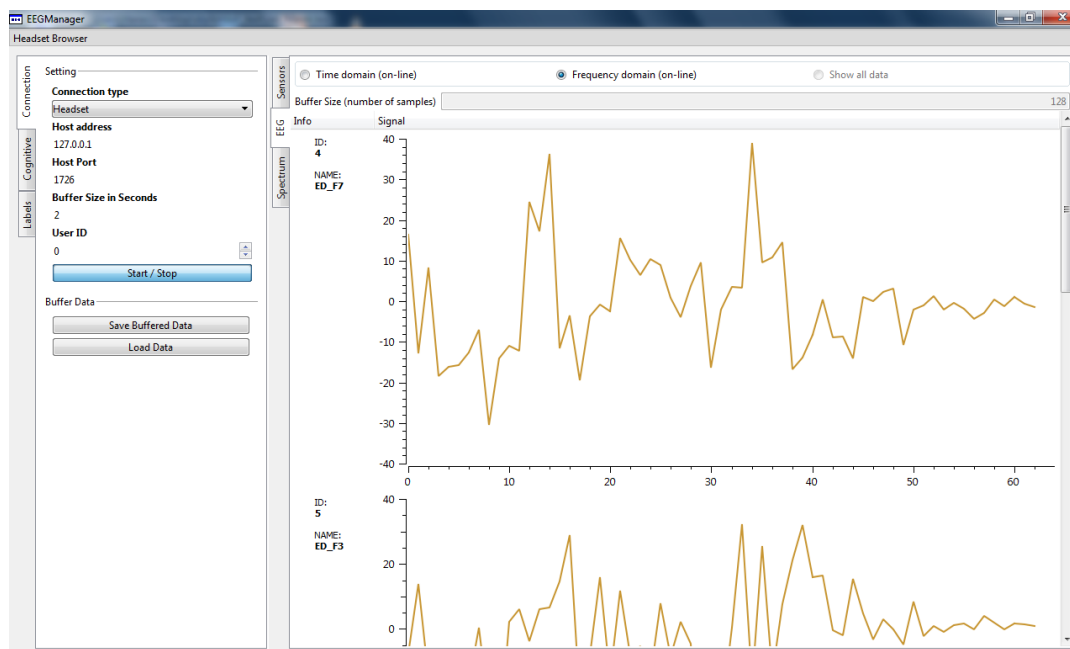 EEGManager
Headset Browser
Connection
Cognitive
Labels
Setting
Connection type
Headset
Host address
127.0.0.1
Host Port
1726
Buffer Size in Seconds
2
User ID
0
Start / Stop
Buffer Data
Save Buffered Data
Load Data
Sensors
EEG
Spectrum
Time domain (on-line) Frequency domain (on-line) Show all data
Buffer Size (number of samples) 128
Info Signal
ID:
4
NAME:
ED_F7
40
30
20
10
0
-10
-20
-30
-40
0 10 20 30 40 50 60
ID:
5
NAME:
ED_F3
40
20
0